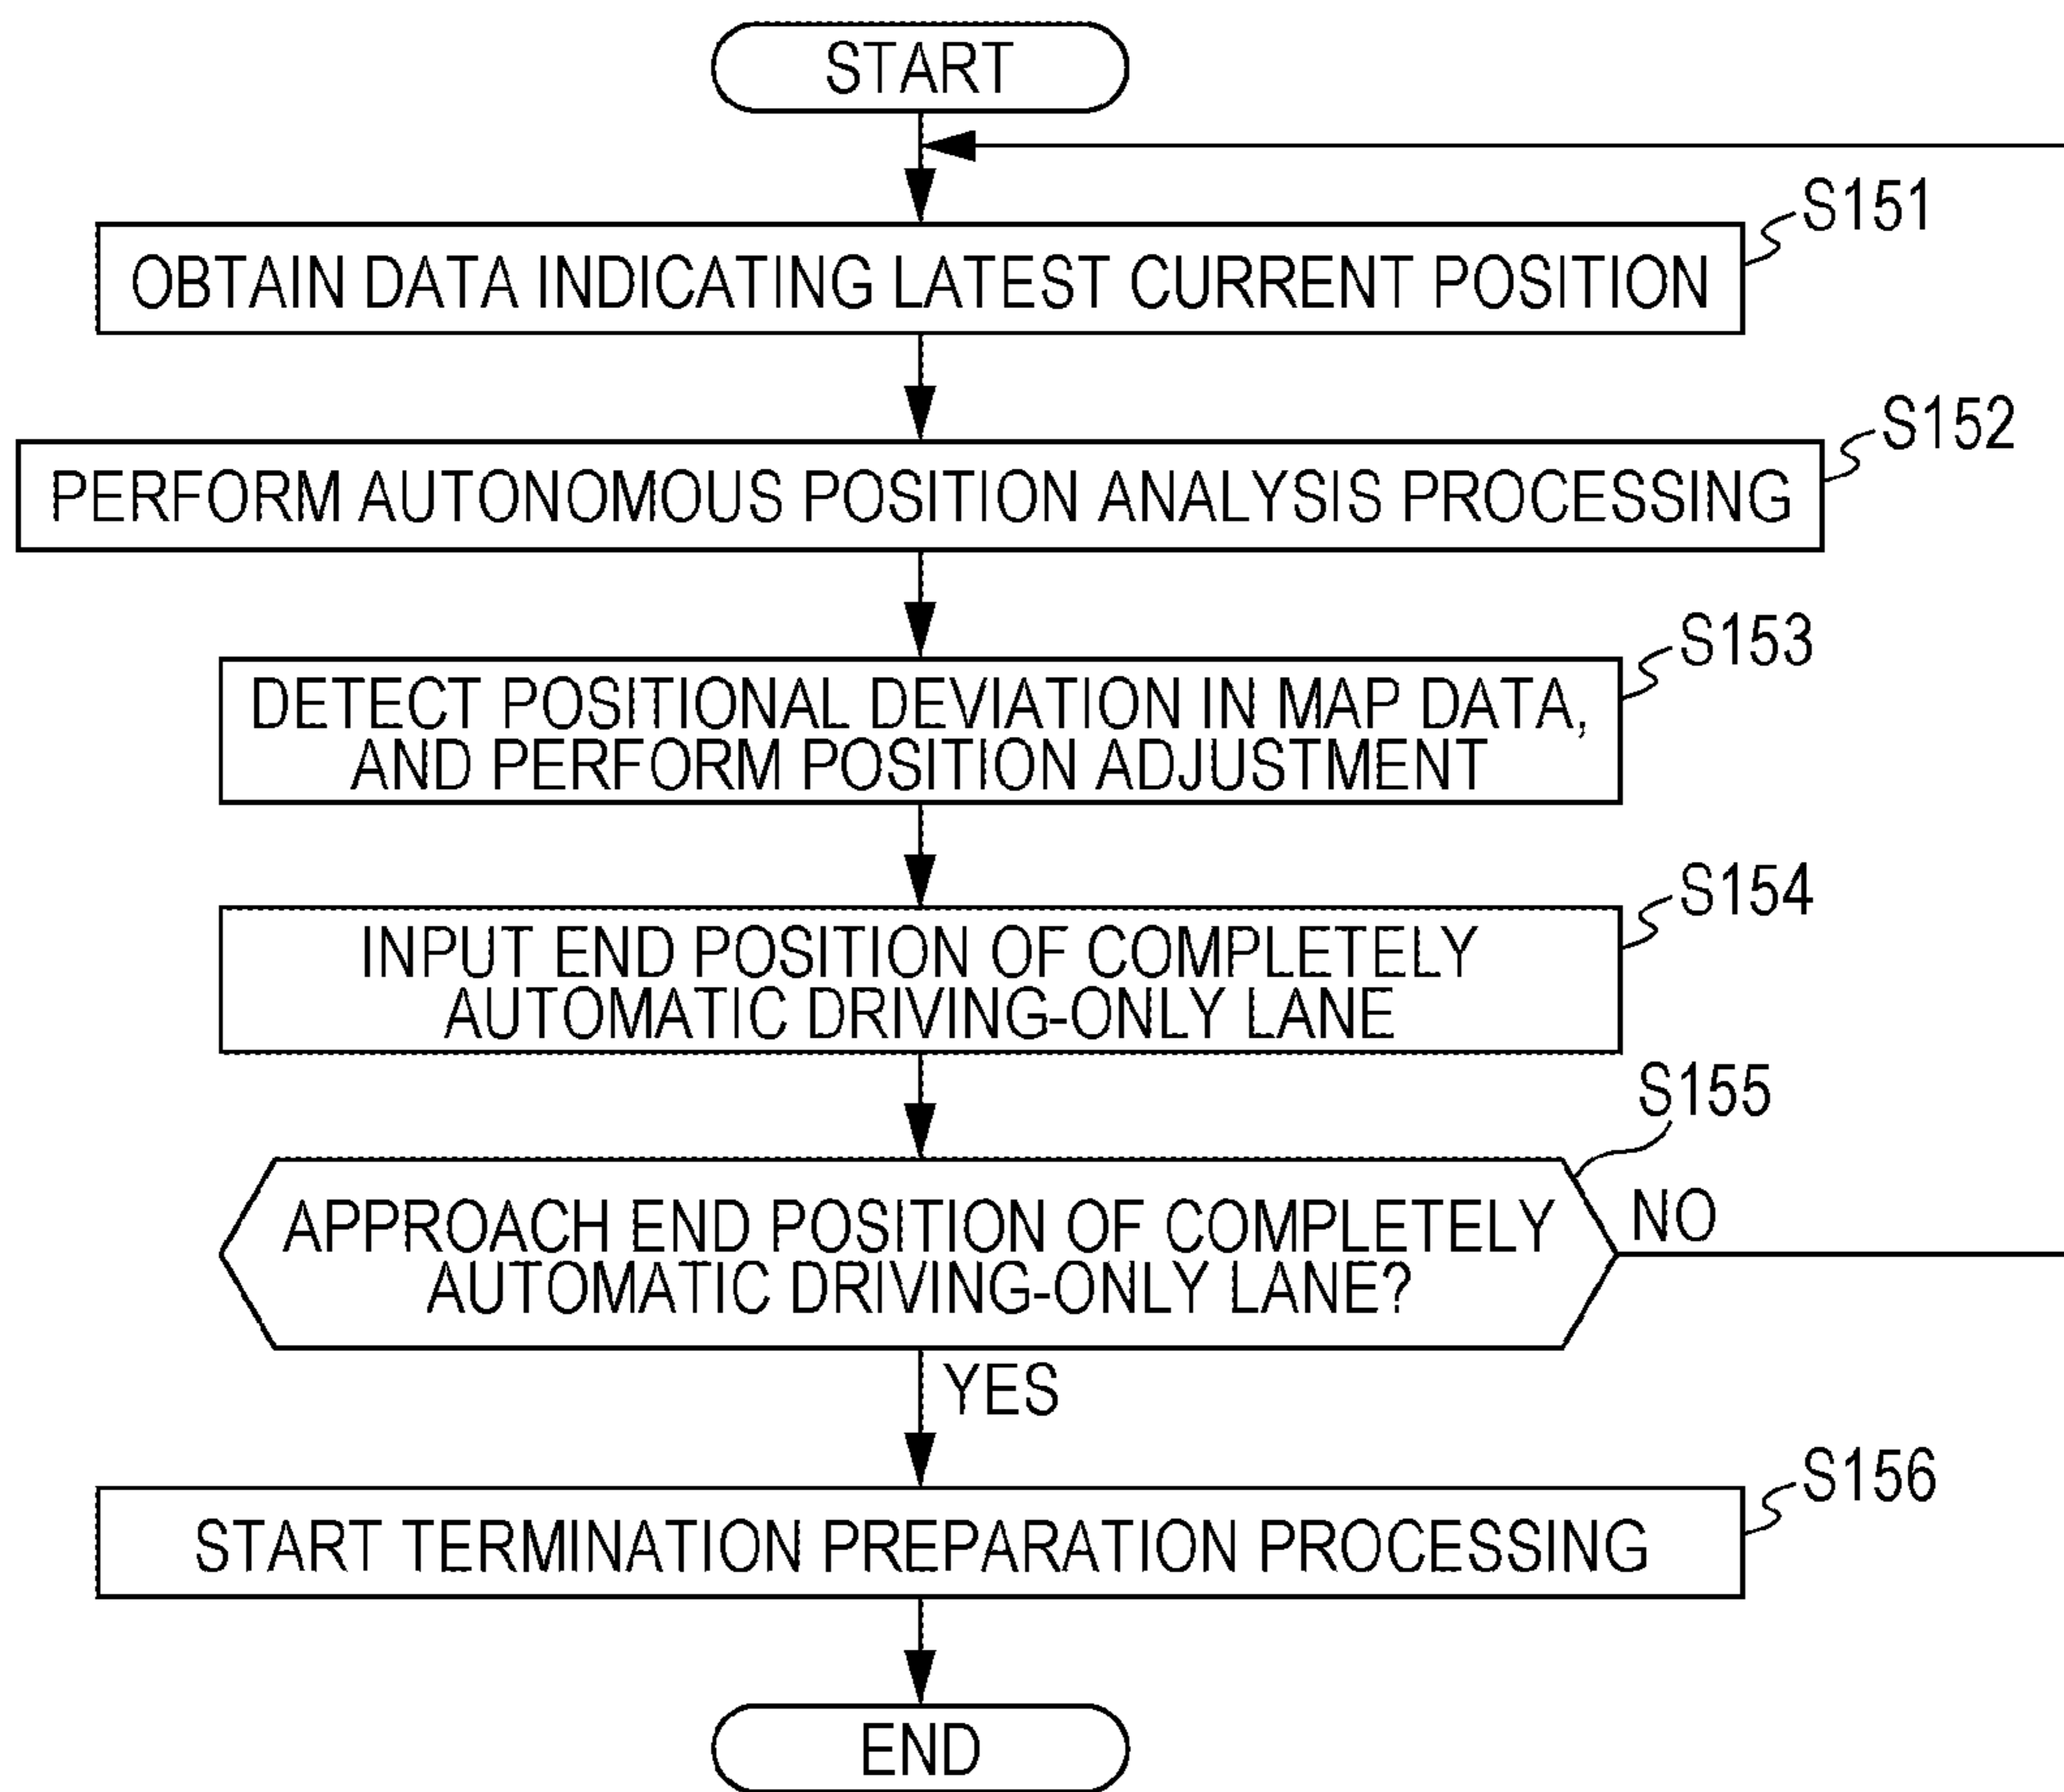 START
S151
OBTAIN DATA INDICATING LATEST CURRENT POSITION
S152
PERFORM AUTONOMOUS POSITION ANALYSIS PROCESSING
S153
DETECT POSITIONAL DEVIATION IN MAP DATA,
AND PERFORM POSITION ADJUSTMENT
S154
INPUT END POSITION OF COMPLETELY
AUTOMATIC DRIVING-ONLY LANE
S155
APPROACH END POSITION OF COMPLETELY
AUTOMATIC DRIVING-ONLY LANE?
NO
YES
S156
START TERMINATION PREPARATION PROCESSING
END